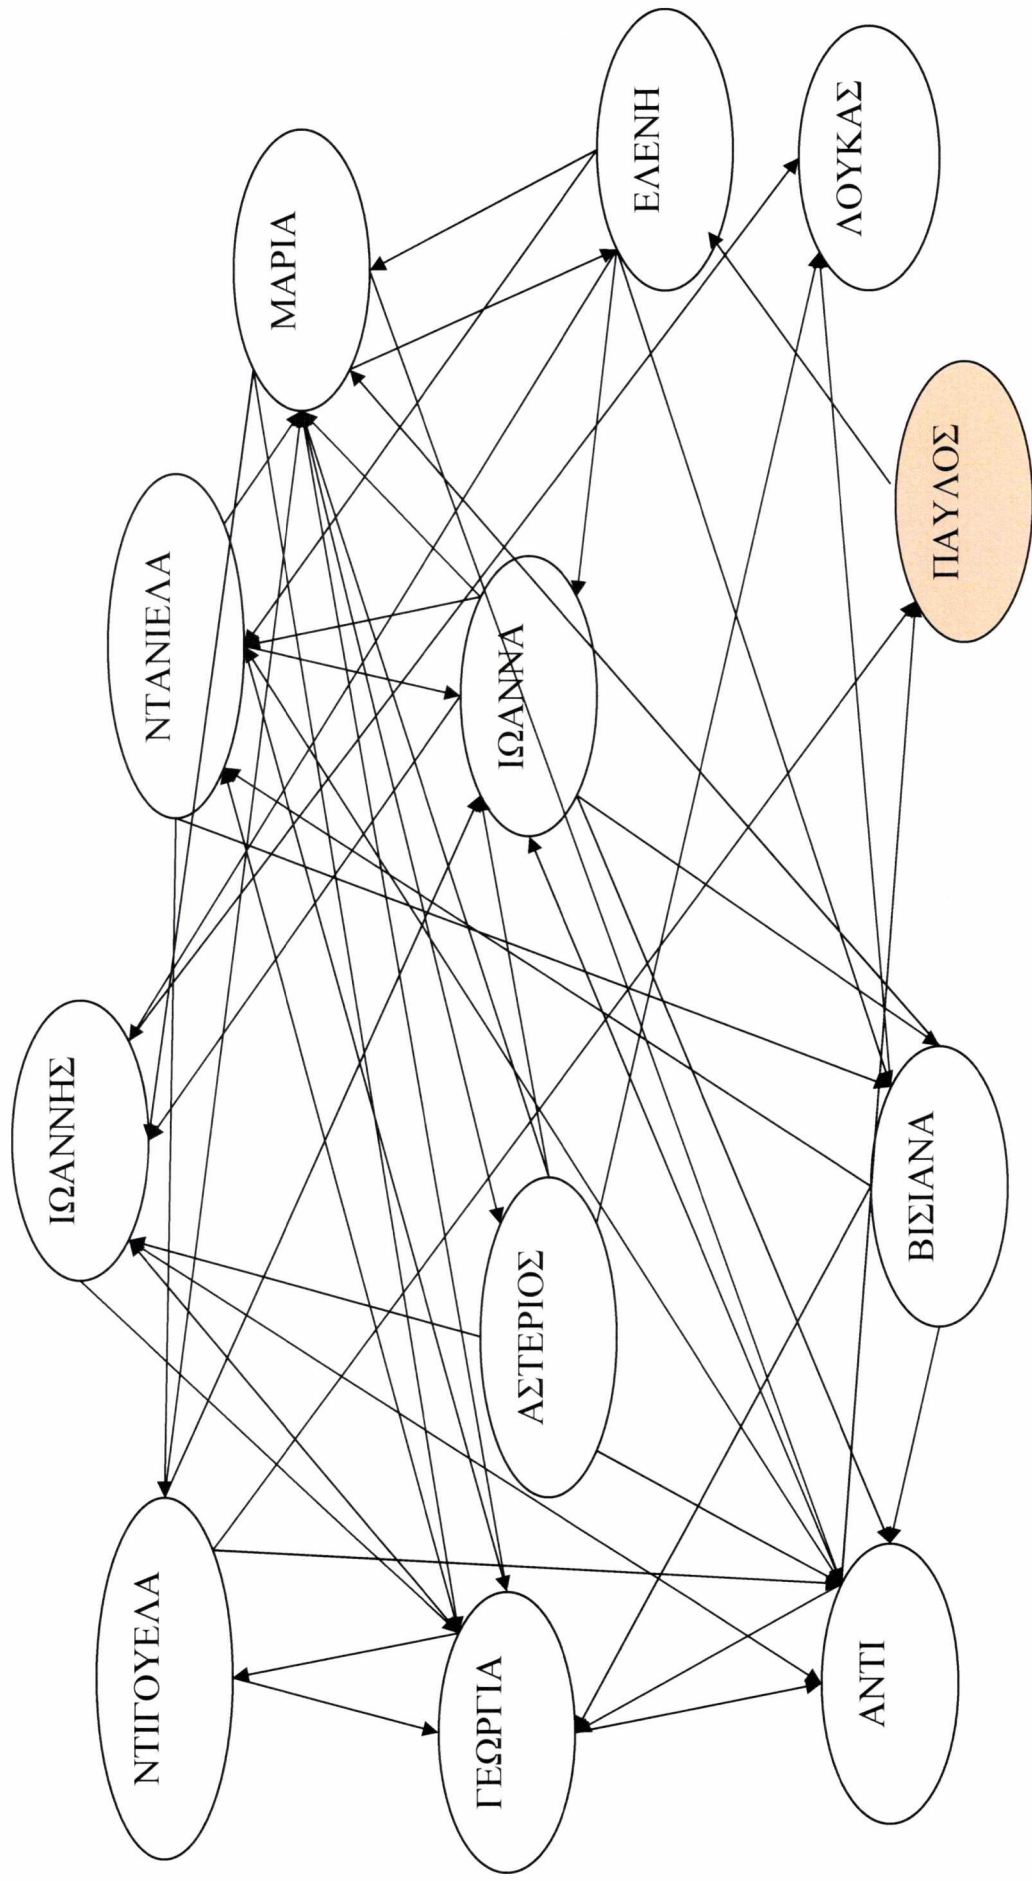 ΙΩΑΝΝΗΣ
ΝΤΙΓΟΥΕΛΑ
ΝΤΑΝΙΕΛΑ
ΜΑΡΙΑ
ΓΕΩΡΓΙΑ
ΑΣΤΕΡΙΟΣ
ΙΩΑΝΝΑ
ΕΛΕΝΗ
ΑΝΤΙ
ΒΙΣΙΑΝΑ
ΠΑΥΛΟΣ
ΛΟΥΚΑΣ